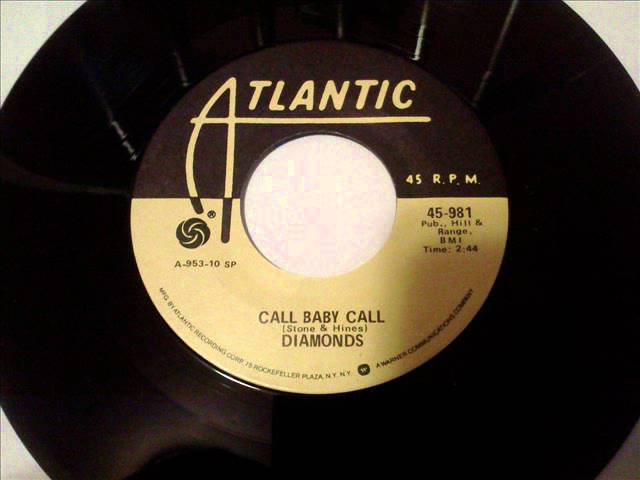 ATLANTIC
45 R.P.M.
®
45-981
Pub., Hill &
Range,
BMI
Time: 2:44
A-953-10 SP
CALL BABY CALL
(Stone & Hines)
DIAMONDS
MFG. BY ATLANTIC RECORDING CORP. 75 ROCKEFELLER PLAZA, N.Y. N.Y. W A WARNER COMMUNICATIONS COMPANY